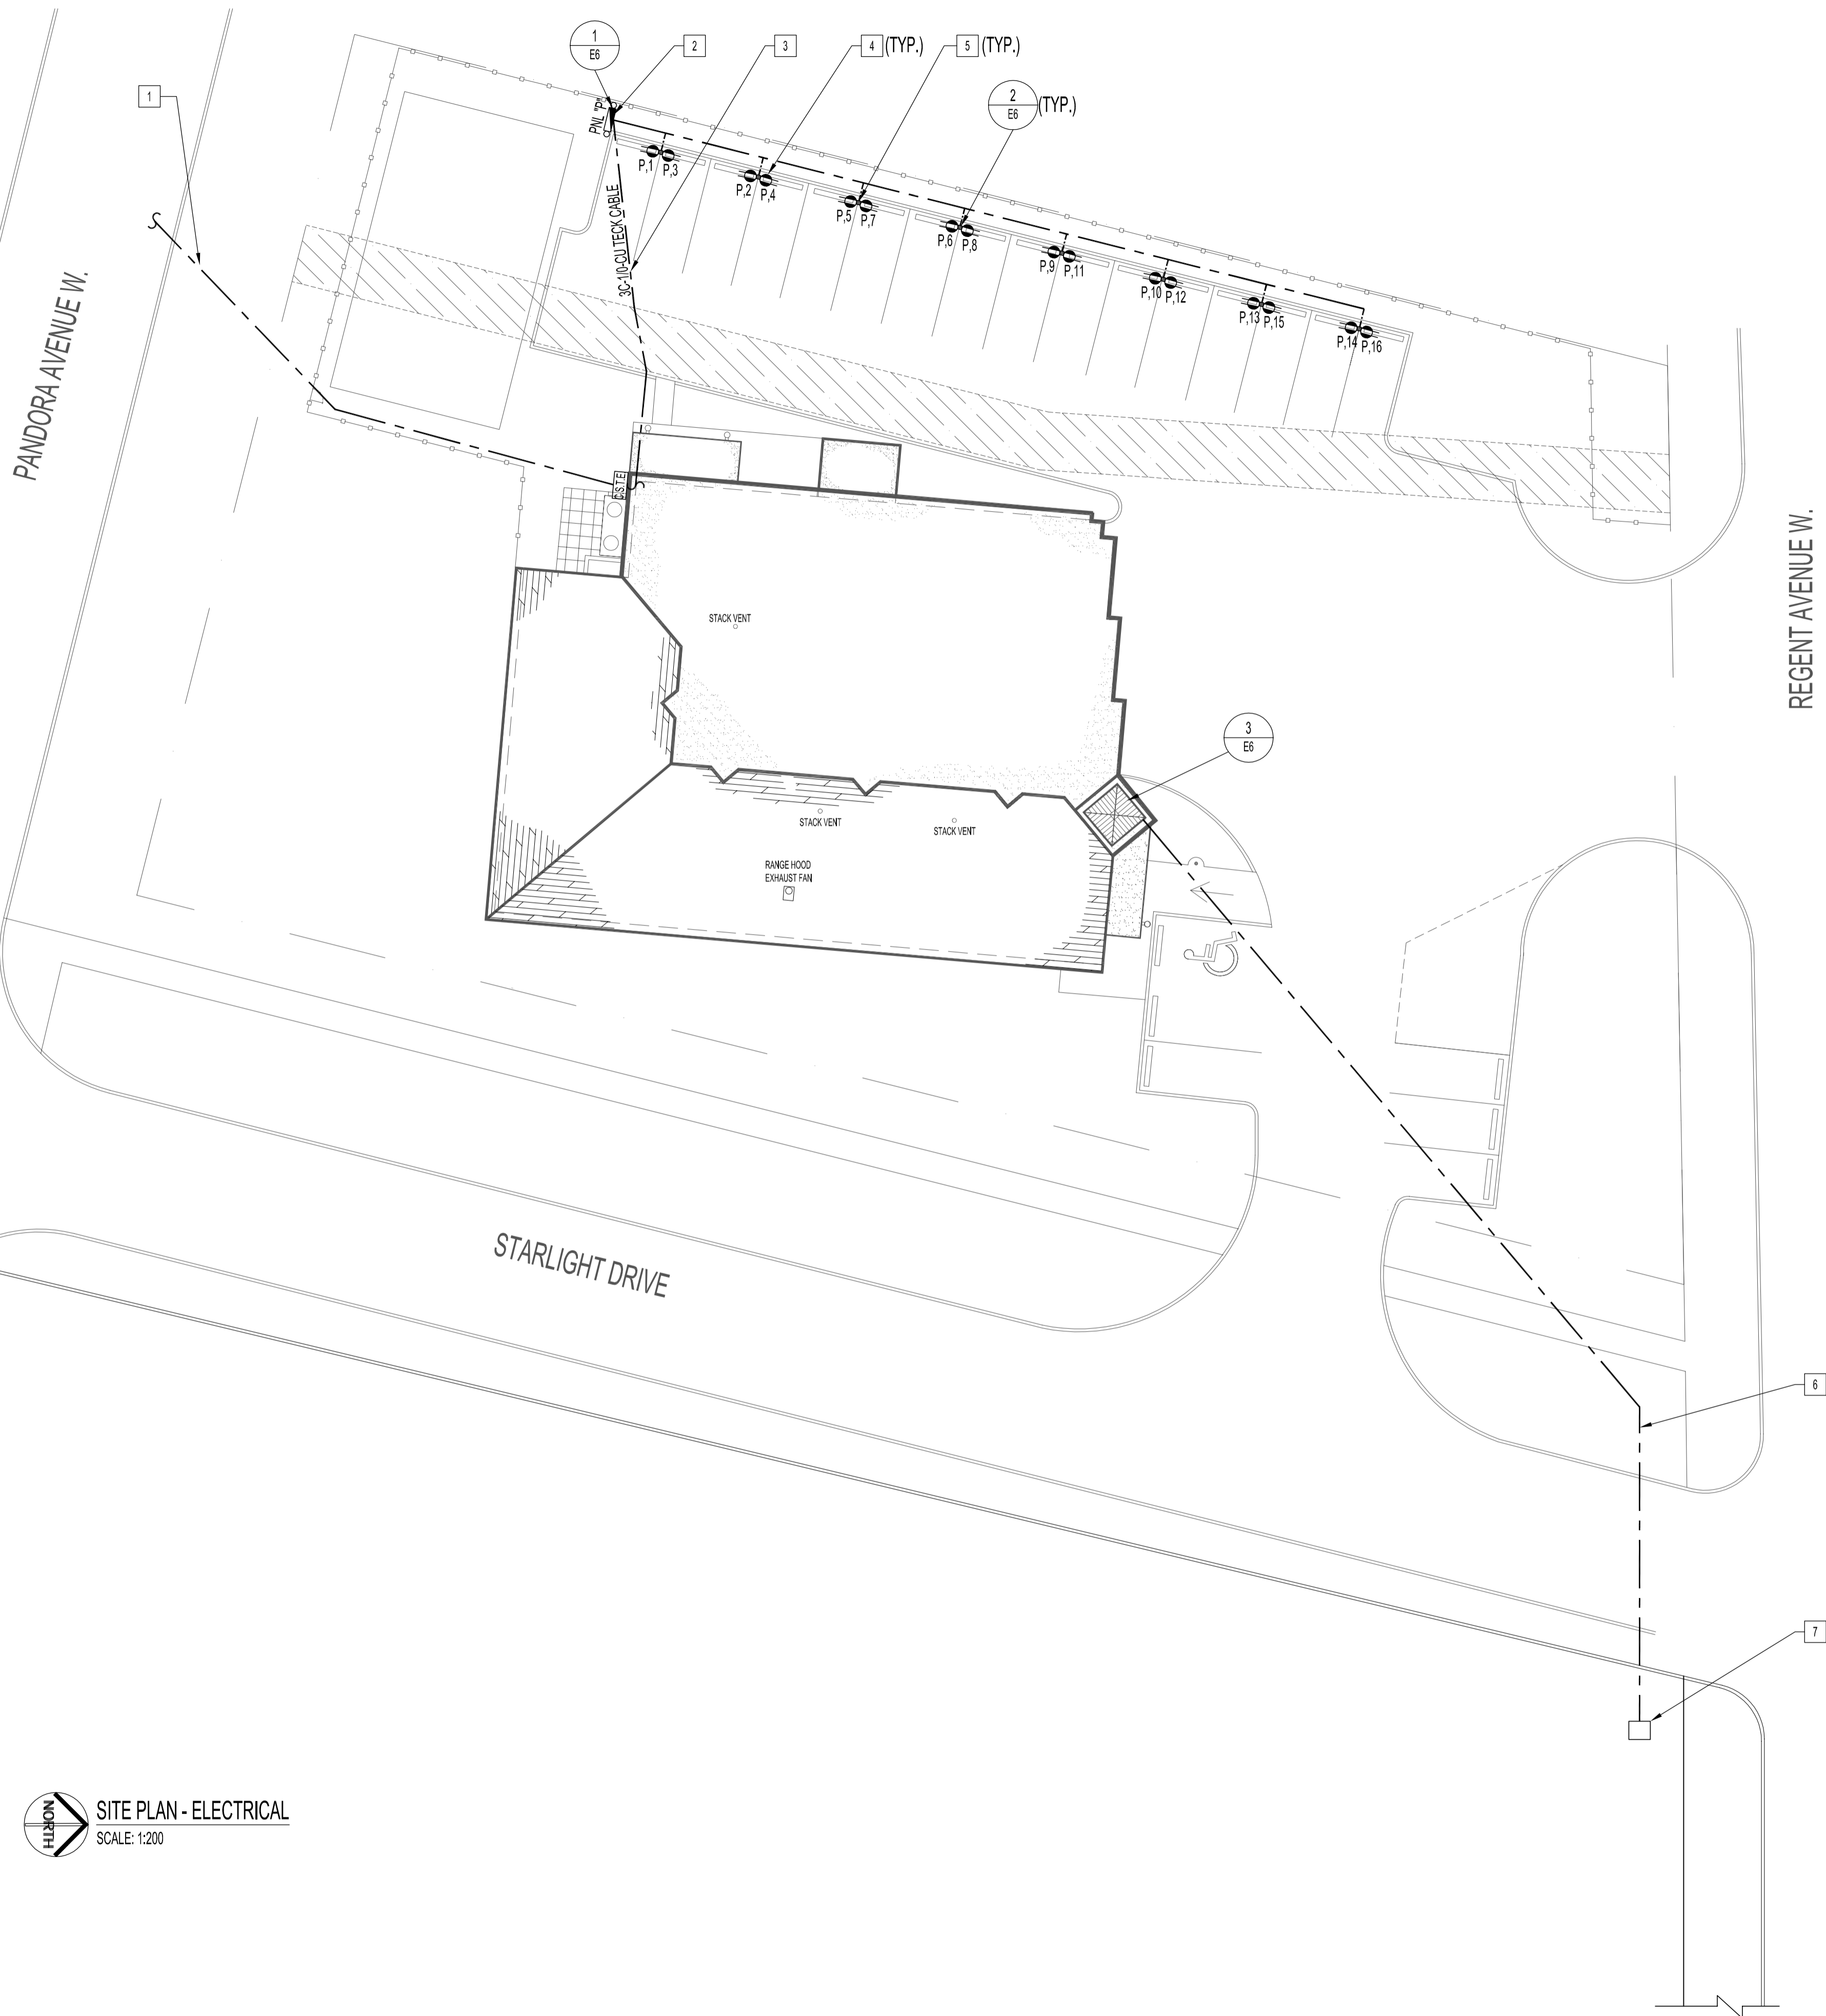 1
E6
2
3
4 (TYP.)
5 (TYP.)
2
E6
(TYP.)
1
PNL "P"
P,1
P,3
P,2
P,4
P,5
P,7
P,6
P,8
P,9
P,11
P,10
P,12
P,13
P,15
P,14
P,16
3C-1/0-CU TECK CABLE
PANDORA AVENUE W.
C.S.T.E
REGENT AVENUE W.
STACK VENT
3
E6
STACK VENT
STACK VENT
RANGE HOOD
EXHAUST FAN
STARLIGHT DRIVE
6
7
NORTH
SITE PLAN - ELECTRICAL
SCALE: 1:200